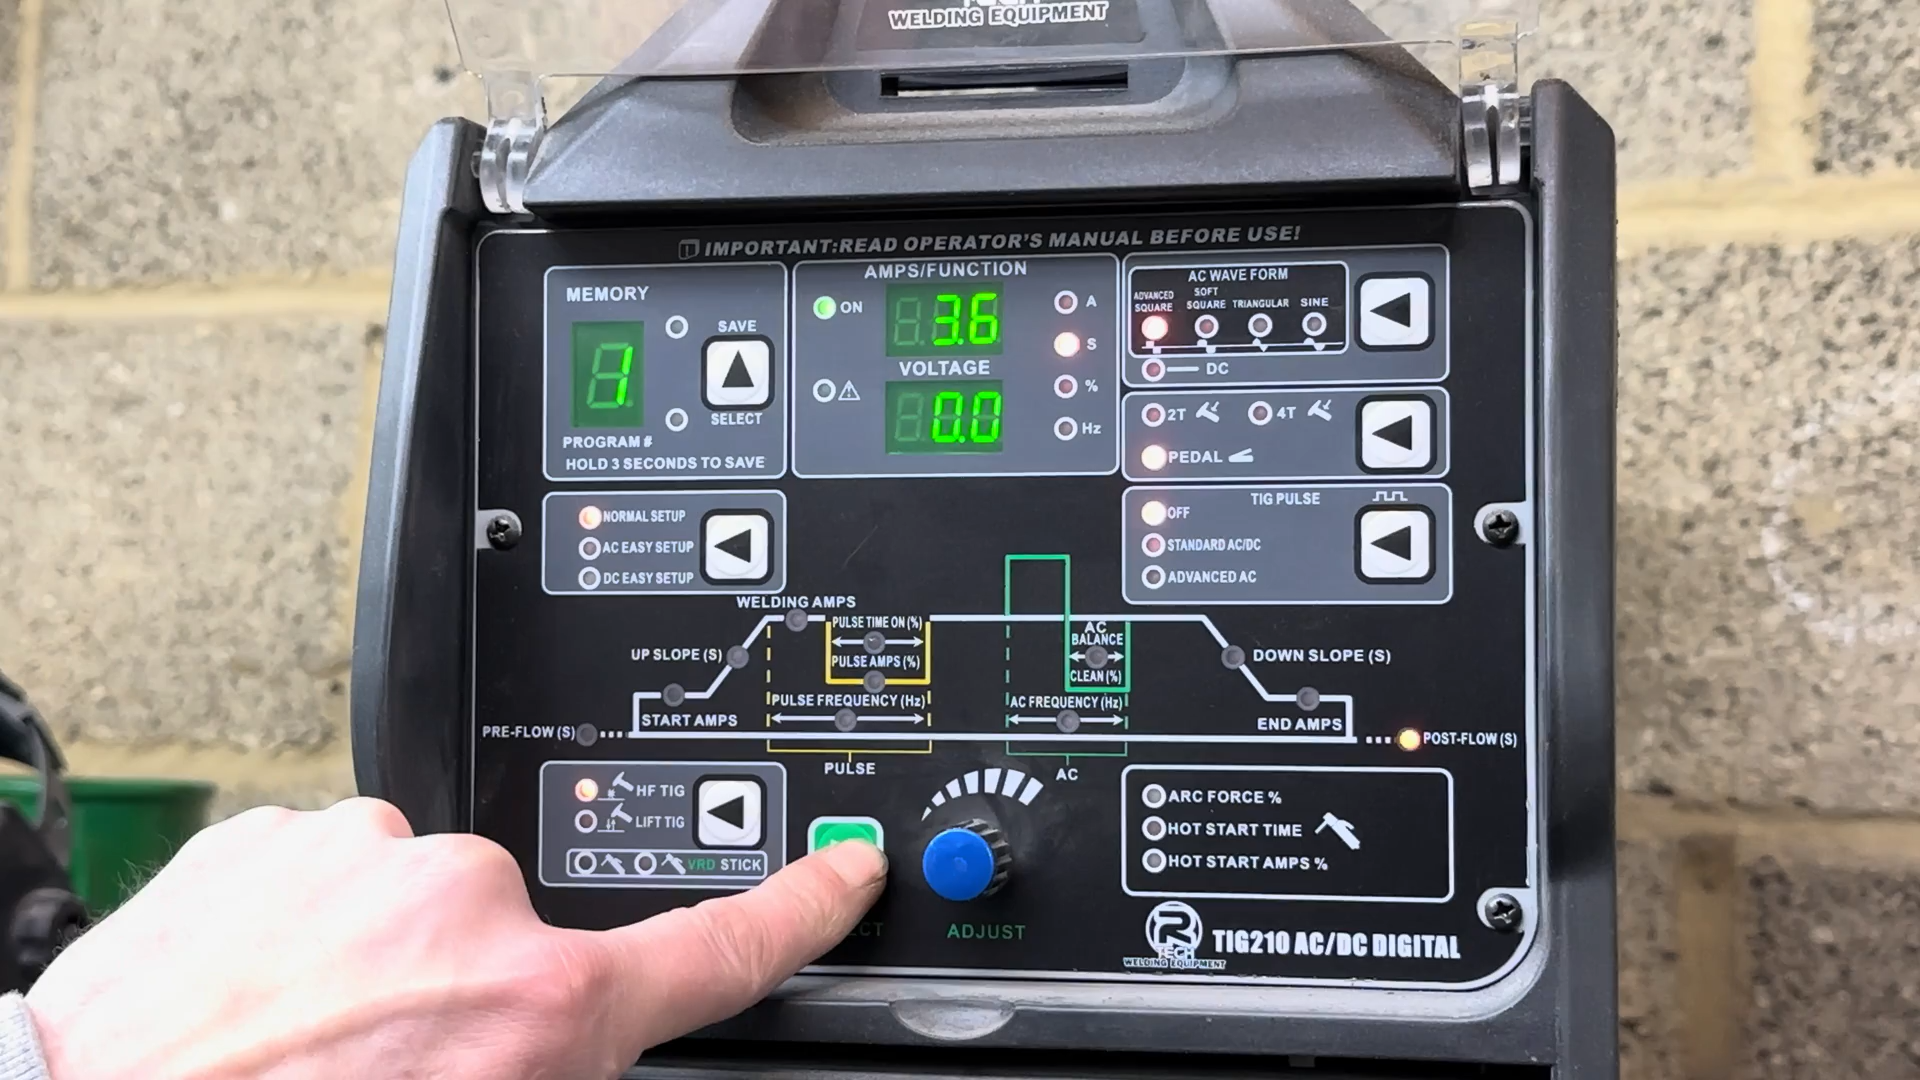 WELDING EQUIPMENT
IMPORTANT:READ OPERATOR'S MANUAL BEFORE USE!
MEMORY
1
SAVE
SELECT
PROGRAM #
HOLD 3 SECONDS TO SAVE
AMPS/FUNCTION
ON
3.6
VOLTAGE
0.0
A
S
%
Hz
AC WAVE FORM
ADVANCED SQUARE
SOFT SQUARE
TRIANGULAR
SINE
DC
2T
4T
PEDAL
NORMAL SETUP
AC EASY SETUP
DC EASY SETUP
TIG PULSE
OFF
STANDARD AC/DC
ADVANCED AC
WELDING AMPS
PULSE TIME ON (%)
PULSE AMPS (%)
PULSE FREQUENCY (Hz)
UP SLOPE (S)
START AMPS
PRE-FLOW (S)
AC
BALANCE
CLEAN (%)
AC FREQUENCY (Hz)
DOWN SLOPE (S)
END AMPS
POST-FLOW (S)
PULSE
AC
HF TIG
LIFT TIG
VRD STICK
ADJUST
ARC FORCE %
HOT START TIME
HOT START AMPS %
R
TECH
WELDING EQUIPMENT
TIG210 AC/DC DIGITAL